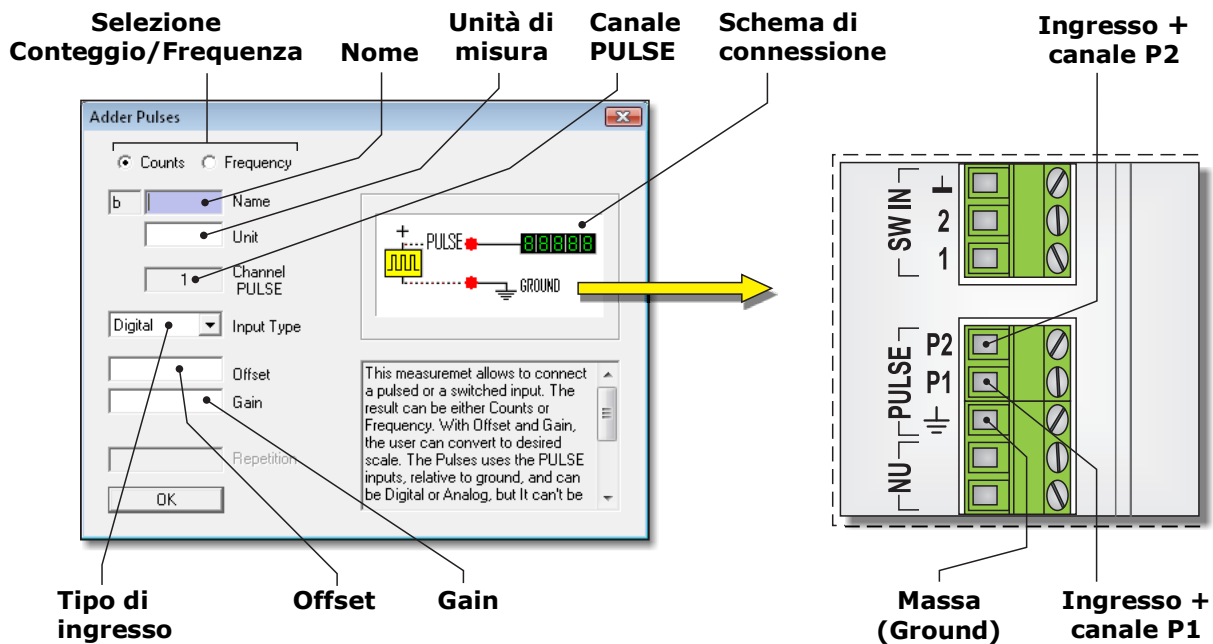 Selezione
Conteggio/Frequenza
Nome
Unità di
misura
Canale
PULSE
Schema di
connessione
Ingresso +
canale P2
Adder Pulses
Counts
Frequency
b
Name
Unit
1
Channel
PULSE
Digital
Input Type
Offset
Gain
Repetition
OK
+
PULSE
88888
GROUND
This measuremet allows to connect
a pulsed or a switched input. The
result can be either Counts or
Frequency. With Offset and Gain,
the user can convert to desired
scale. The Pulses uses the PULSE
inputs, relative to ground, and can
be Digital or Analog, but It can't be
SW IN
2
1
PULSE
P2
P1
NU
Tipo di
ingresso
Offset
Gain
Massa
(Ground)
Ingresso +
canale P1